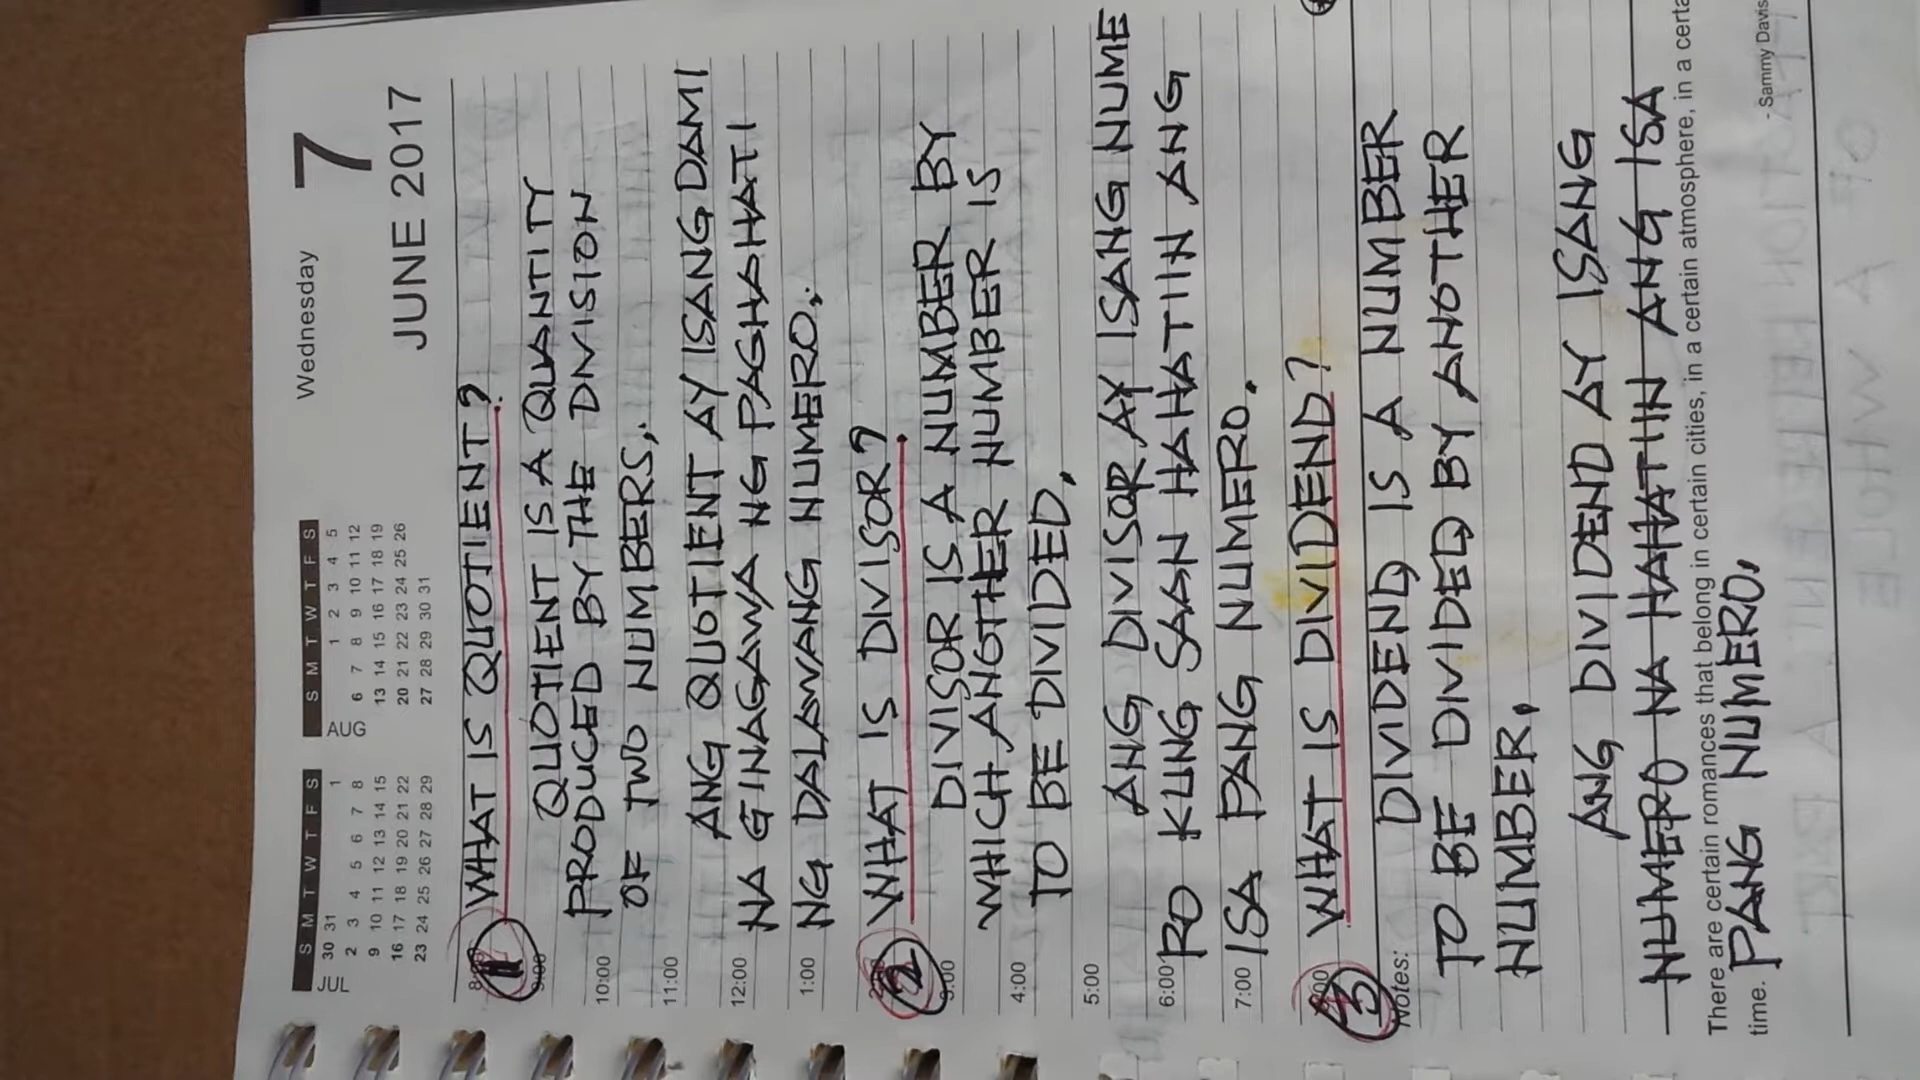 Wednesday 7
JUNE 2017
S M T W T F S
JUL 30 31 1
2 3 4 5 6 7 8
9 10 11 12 13 14 15
16 17 18 19 20 21 22
23 24 25 26 27 28 29
S M T W T F S
AUG 1 2 3 4 5
6 7 8 9 10 11 12
13 14 15 16 17 18 19
20 21 22 23 24 25 26
27 28 29 30 31
1 WHAT IS QUOTIENT?
9:00 QUOTIENT IS A QUANTITY
PRODUCED BY THE DIVISION
10:00 OF TWO NUMBERS,.
11:00 ANG QUOTIENT AY ISANG DAMI
12:00 NA GINAGAWA NG PAGHAHATI
1:00 NG DALAWANG NUMERO,.
2 WHAT IS DIVISOR?
3:00 DIVISOR IS A NUMBER BY
WHICH ANOTHER NUMBER IS
4:00 TO BE DIVIDED,
5:00 ANG DIVISOR AY ISANG NUME
6:00 RO KUNG SAAN HAHATIIN ANG
7:00 ISA PANG NUMERO.
3 WHAT IS DIVIDEND?
Notes: DIVIDEND IS A NUMBER
TO BE DIVIDED BY ANOTHER
NUMBER,
ANG DIVIDEND AY ISANG
NUMERO NA HAHATIIN ANG ISA
There are certain romances that belong in certain cities, in a certain atmosphere, in a certa
time. PANG NUMERO,
- Sammy Davis